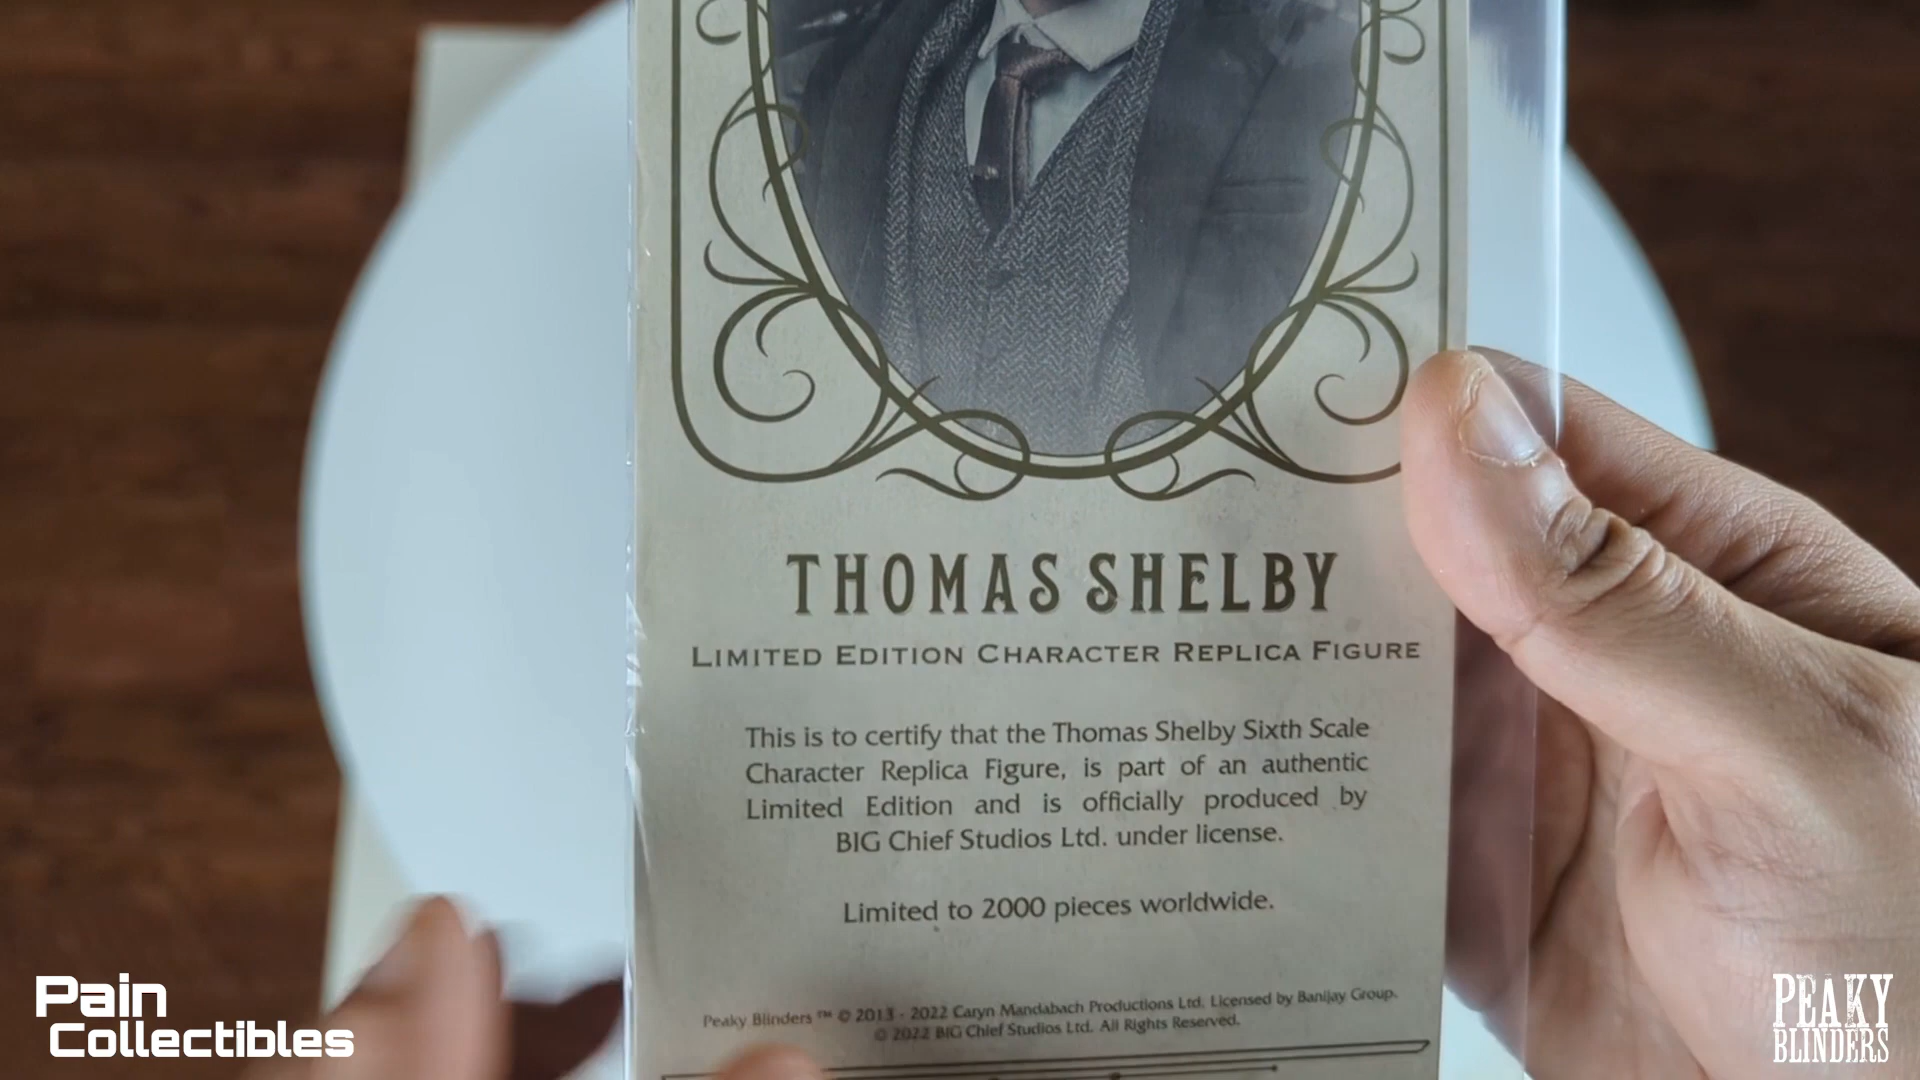 THOMAS SHELBY
LIMITED EDITION CHARACTER REPLICA FIGURE
This is to certify that the Thomas Shelby Sixth Scale
Character Replica Figure, is part of an authentic
Limited Edition and is officially produced by
BIG Chief Studios Ltd. under license.
Limited to 2000 pieces worldwide.
Peaky Blinders ™ © 2013 - 2022 Caryn Mandabach Productions Ltd. Licensed by Banijay Group.
© 2022 BIG Chief Studios Ltd. All Rights Reserved.
Pain
Collectibles
PEAKY
BLINDERS